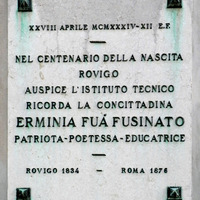 XXVIII APRILE MCMXXXIV-XII E.F.
NEL CENTENARIO DELLA NASCITA
ROVIGO
AUSPICE L'ISTITUTO TECNICO
RICORDA LA CONCITTADINA
ERMINIA FUÁ FUSINATO
PATRIOTA-POETESSA-EDUCATRICE
ROVIGO 1834 — ROMA 1876